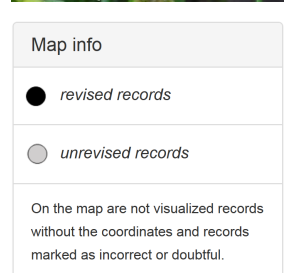 Map info
revised records
unrevised records
On the map are not visualized records
without the coordinates and records
marked as incorrect or doubtful.